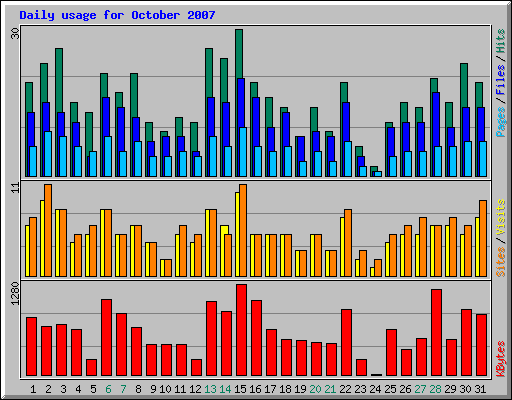 Daily usage for October 2007
30
Pages / Files / Hits
11
Sites / Visits
1280
KBytes
1 2 3 4 5 6 7 8 9 10 11 12 13 14 15 16 17 18 19 20 21 22 23 24 25 26 27 28 29 30 31